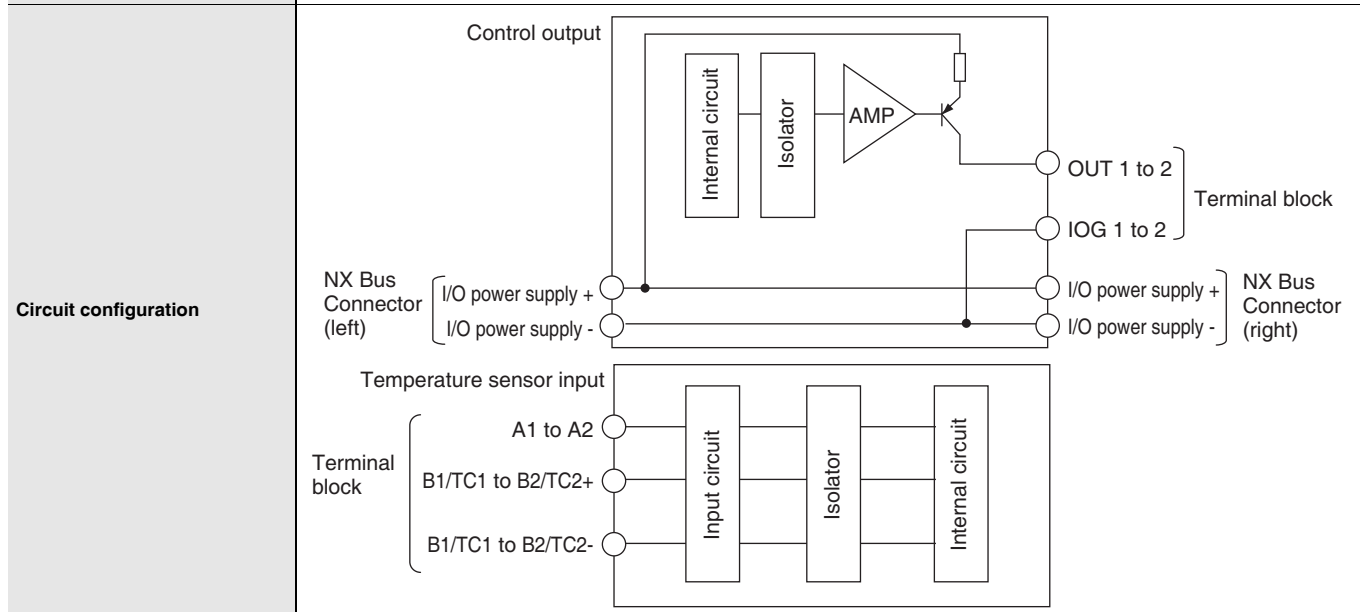 Circuit configuration
Control output
Internal circuit
Isolator
AMP
OUT 1 to 2
IOG 1 to 2
Terminal block
NX Bus
Connector
(left)
I/O power supply +
I/O power supply -
I/O power supply +
I/O power supply -
NX Bus
Connector
(right)
Temperature sensor input
Terminal
block
A1 to A2
B1/TC1 to B2/TC2+
B1/TC1 to B2/TC2-
Input circuit
Isolator
Internal circuit